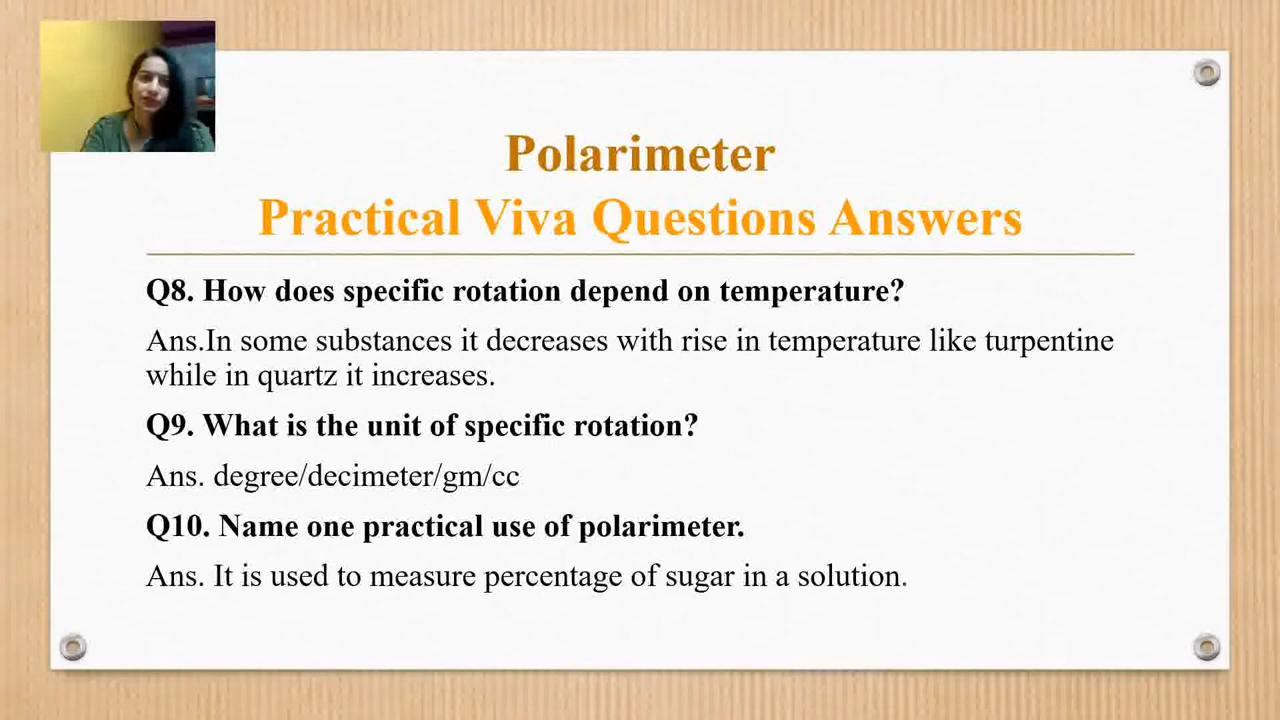 Polarimeter
Practical Viva Questions Answers
Q8. How does specific rotation depend on temperature?
Ans.In some substances it decreases with rise in temperature like turpentine
while in quartz it increases.
Q9. What is the unit of specific rotation?
Ans. degree/decimeter/gm/cc
Q10. Name one practical use of polarimeter.
Ans. It is used to measure percentage of sugar in a solution.